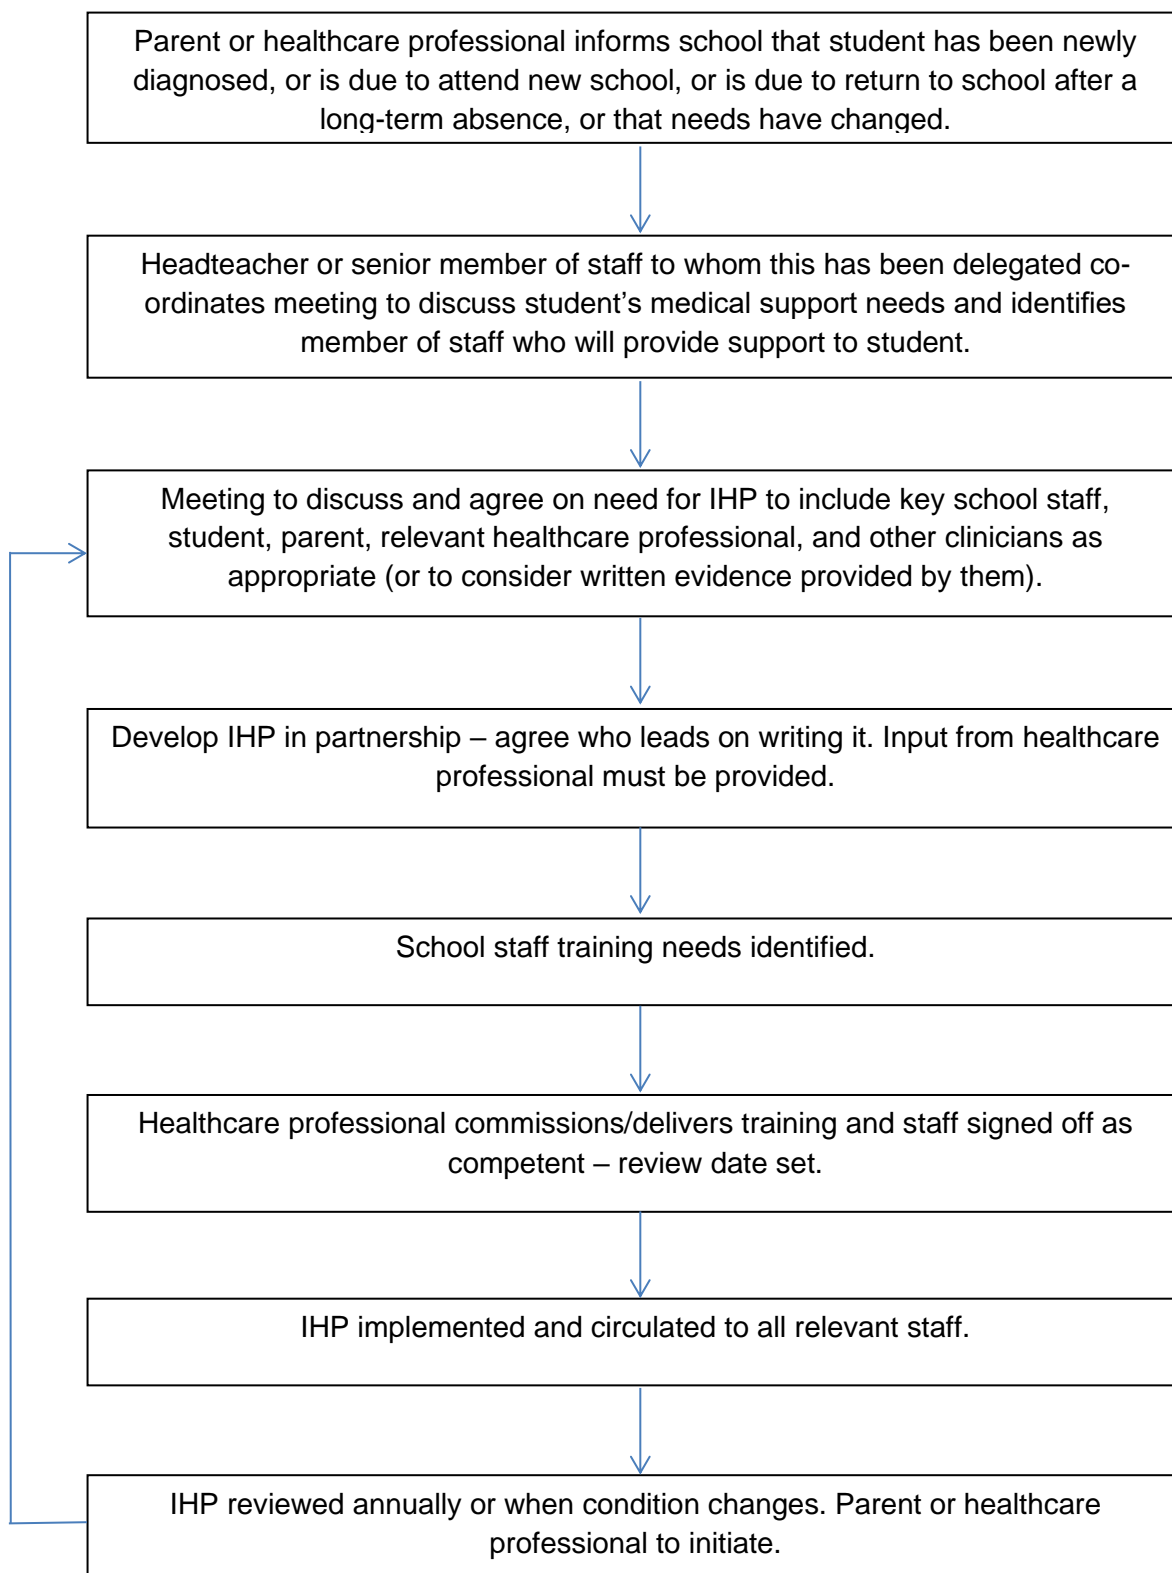 Parent or healthcare professional informs school that student has been newly
diagnosed, or is due to attend new school, or is due to return to school after a
long-term absence, or that needs have changed.
Headteacher or senior member of staff to whom this has been delegated co-
ordinates meeting to discuss student’s medical support needs and identifies
member of staff who will provide support to student.
Meeting to discuss and agree on need for IHP to include key school staff,
student, parent, relevant healthcare professional, and other clinicians as
appropriate (or to consider written evidence provided by them).
Develop IHP in partnership – agree who leads on writing it. Input from healthcare
professional must be provided.
School staff training needs identified.
Healthcare professional commissions/delivers training and staff signed off as
competent – review date set.
IHP implemented and circulated to all relevant staff.
IHP reviewed annually or when condition changes. Parent or healthcare
professional to initiate.